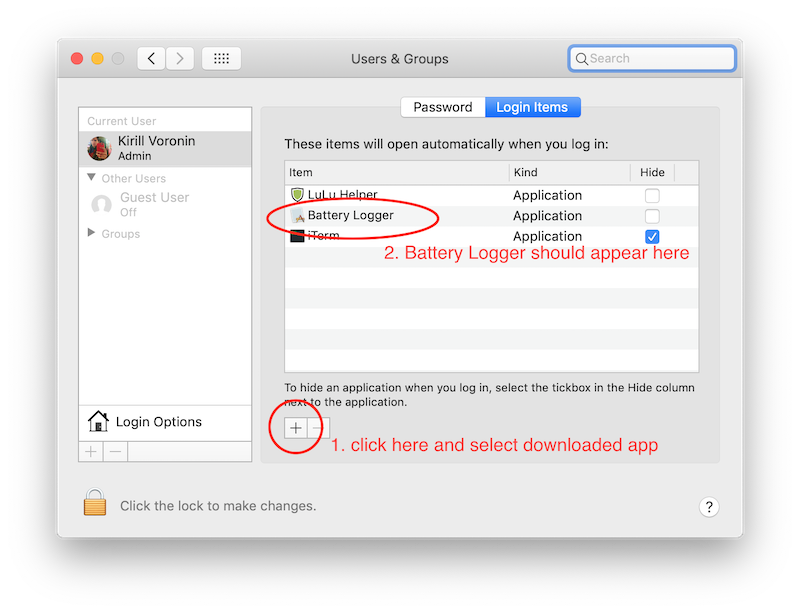 Users & Groups
Search
Current User
Kirill Voronin
Admin
Other Users
Guest User
Off
Groups
Login Options
Password
Login Items
These items will open automatically when you log in:
Item Kind Hide
LuLu Helper Application
Battery Logger Application
iTerm Application
2. Battery Logger should appear here
To hide an application when you log in, select the tickbox in the Hide column
next to the application.
1. click here and select downloaded app
Click the lock to make changes.
?